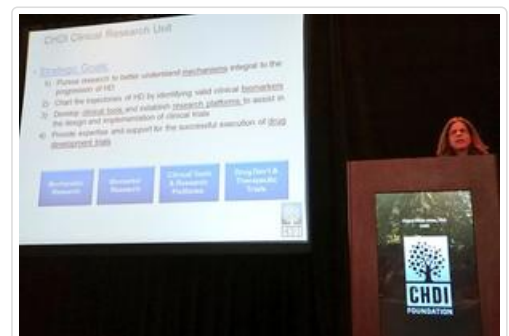 CHDI Clinical Research Unit
Strategic Goals:
1) Pursue research to better understand mechanisms integral to the
progression of HD
2) Chart the trajectories of HD by identifying valid clinical biomarkers
3) Develop clinical tools and establish research platforms to assist in
the design and implementation of clinical trials
4) Provide expertise and support for the successful execution of drug
development trials
Mechanistic
Research
Biomarker
Research
Clinical Tools
& Research
Platforms
Drug Dev't &
Therapeutic
Trials
CHDI
FOUNDATION